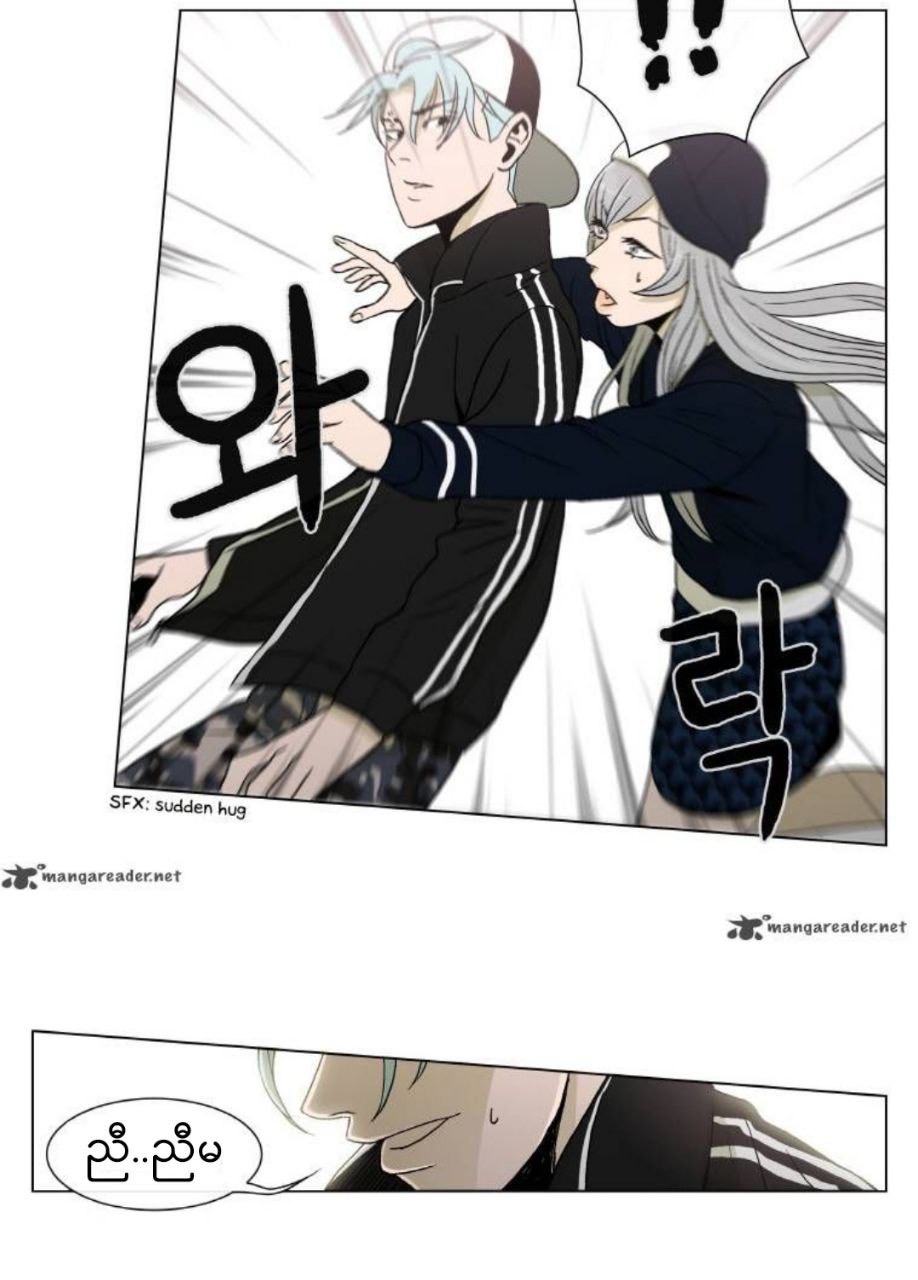 !!
와
락
SFX: sudden hug
mangareader.net
mangareader.net
ညီ..ညီမ